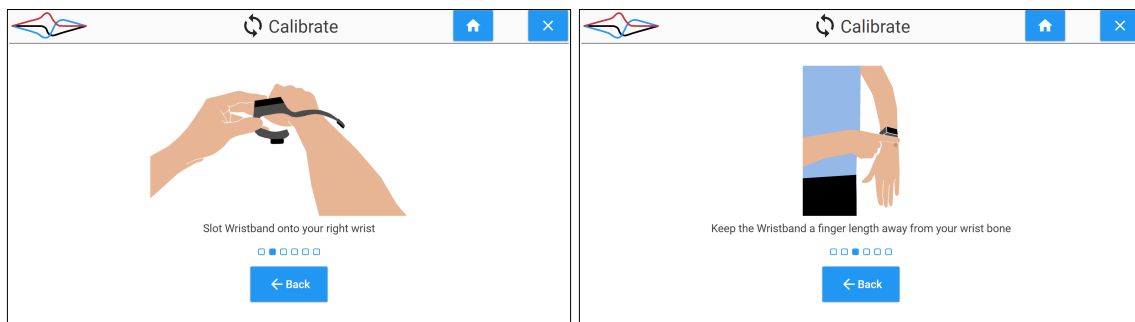 Calibrate
Slot Wristband onto your right wrist
Back
Calibrate
Keep the Wristband a finger length away from your wrist bone
Back